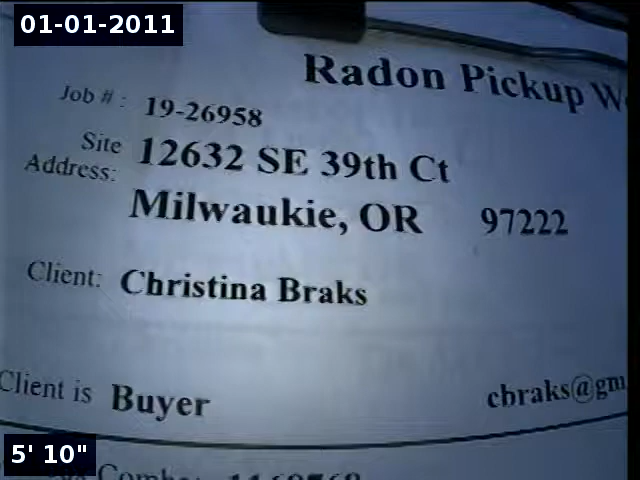 01-01-2011
Radon Pickup
Job #: 19-26958
Site Address: 12632 SE 39th Ct
Milwaukie, OR 97222
Client: Christina Braks
Client is Buyer
cbraks@gm
5' 10"